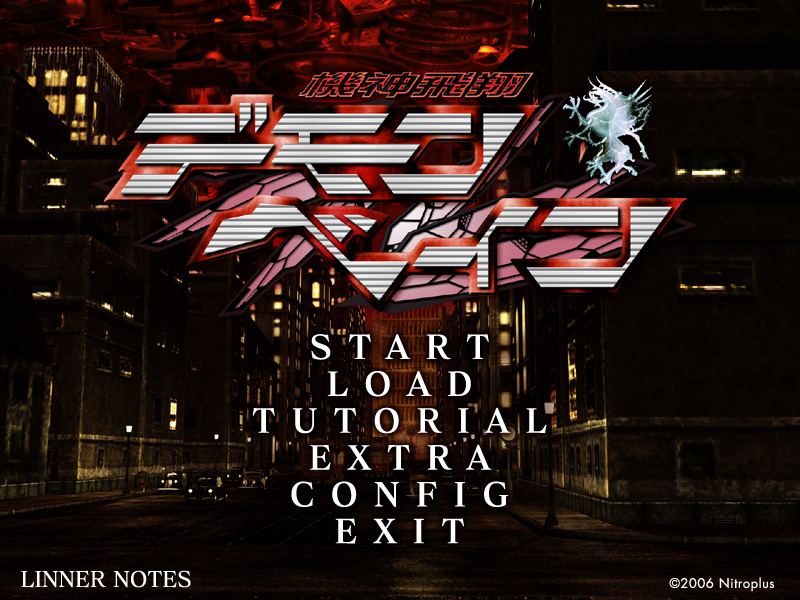 機神飛翔
デモン
ベイン
START
LOAD
TUTORIAL
EXTRA
CONFIG
EXIT
LINNER NOTES
©2006 Nitroplus